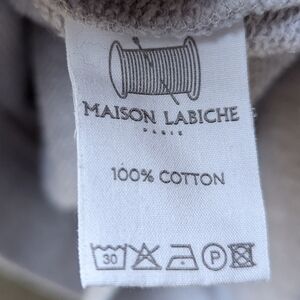 MAISON LABICHE
PARIS
100% COTTON
30 P